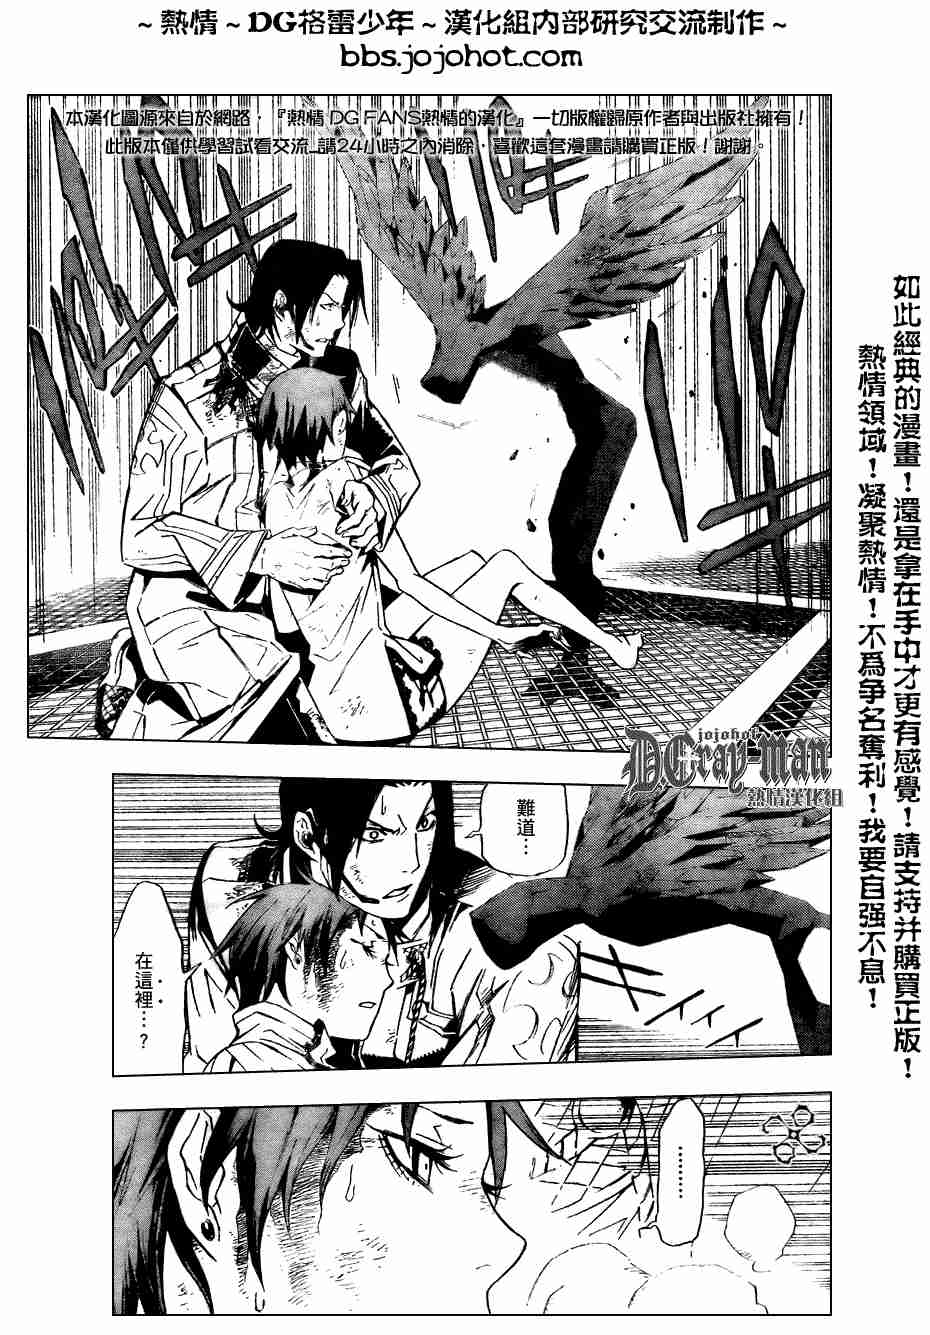 ～熱情～DG格雷少年～漢化組內部研究交流制作～
bbs.jojohot.com
本漢化圖源來自於網路，『熱情 DG FANS熱情的漢化』一切版權歸原作者與出版社擁有！
此版本僅供學習試看交流_請24小時之內消除，喜歡這套漫畫請購買正版！謝謝。
如此經典的漫畫！還是拿在手中才更有感覺！請支持并購買正版！
熱情領域！凝聚熱情！不爲爭名奪利！我要自强不息！
jojohot
D.Gray-man
熱情漢化組
難道…
在這裡…？
………